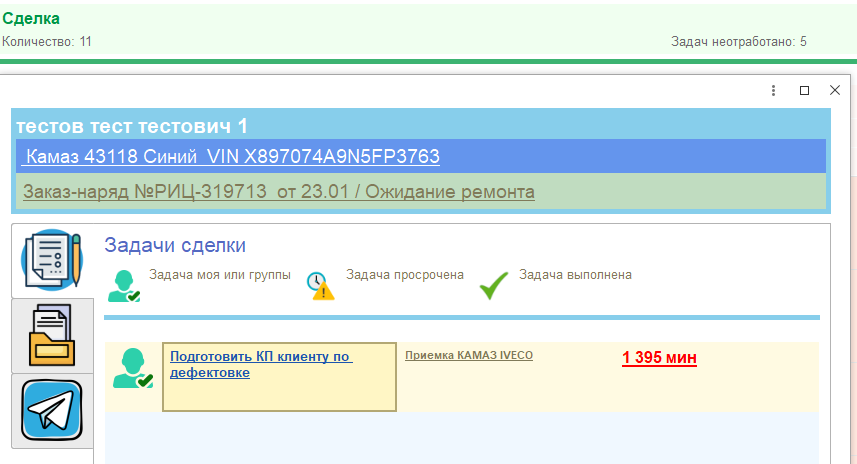 Сделка
Количество: 11 Задач неотработано: 5
тестов тест тестович 1
Камаз 43118 Синий VIN X897074A9N5FP3763
Заказ-наряд №РИЦ-319713 от 23.01 / Ожидание ремонта
Задачи сделки
Задача моя или группы Задача просрочена Задача выполнена
Подготовить КП клиенту по Приемка КАМАЗ IVECO 1 395 мин
дефектовке